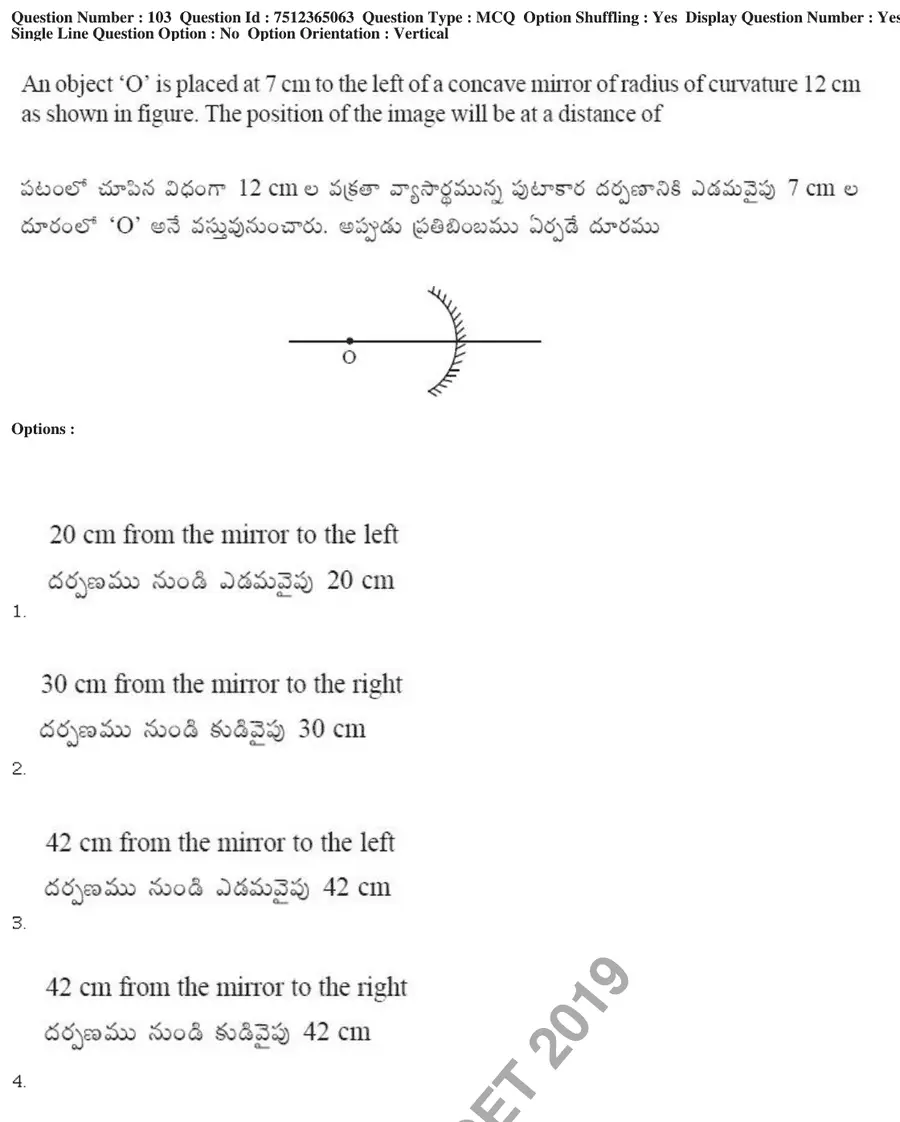 Question Number : 103 Question Id : 7512365063 Question Type : MCQ Option Shuffling : Yes Display Question Number : Yes
Single Line Question Option : No Option Orientation : Vertical
An object ‘O’ is placed at 7 cm to the left of a concave mirror of radius of curvature 12 cm
as shown in figure. The position of the image will be at a distance of
పటంలో చూపిన విధంగా 12 cm ల వక్రతా వ్యాసార్థమున్న పుటాకార దర్పణానికి ఎడమవైపు 7 cm ల
దూరంలో ‘O’ అనే వస్తువునుంచారు. అప్పుడు ప్రతిబింబము ఏర్పడే దూరము
O
Options :
20 cm from the mirror to the left
దర్పణము నుండి ఎడమవైపు 20 cm
1.
30 cm from the mirror to the right
దర్పణము నుండి కుడివైపు 30 cm
2.
42 cm from the mirror to the left
దర్పణము నుండి ఎడమవైపు 42 cm
3.
42 cm from the mirror to the right
దర్పణము నుండి కుడివైపు 42 cm
4.
2019